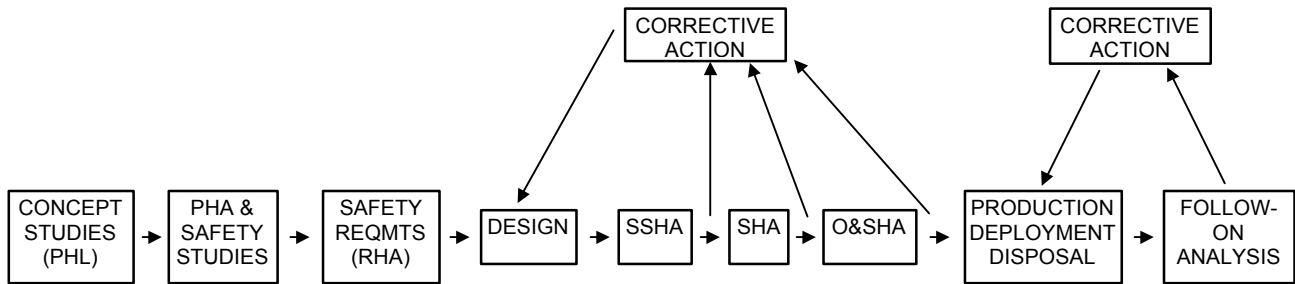 CORRECTIVE
ACTION
CORRECTIVE
ACTION
CONCEPT
STUDIES
(PHL)
PHA &
SAFETY
STUDIES
SAFETY
REQMTS
(RHA)
DESIGN
SSHA
SHA
O&SHA
PRODUCTION
DEPLOYMENT
DISPOSAL
FOLLOW-
ON
ANALYSIS